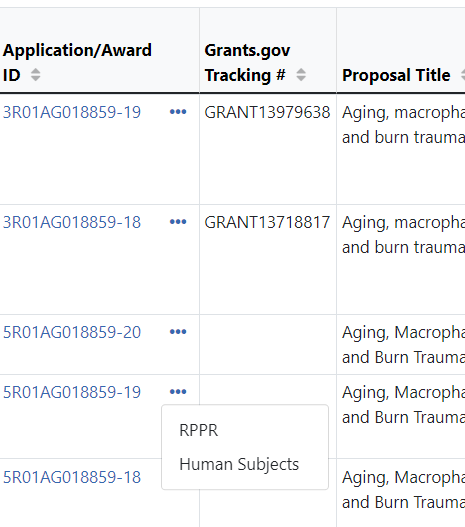 Application/Award
ID
Grants.gov
Tracking #
Proposal Title
3R01AG018859-19
GRANT13979638
Aging, macropha
and burn trauma
3R01AG018859-18
GRANT13718817
Aging, macropha
and burn trauma
5R01AG018859-20
Aging, Macropha
and Burn Trauma
5R01AG018859-19
Aging, Macropha
and Burn Trauma
RPPR
Human Subjects
5R01AG018859-18
Aging, Macropha
and Burn Trauma